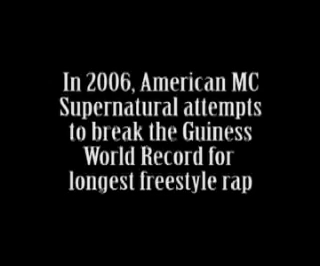 In 2006, American MC
Supernatural attempts
to break the Guiness
World Record for
longest freestyle rap